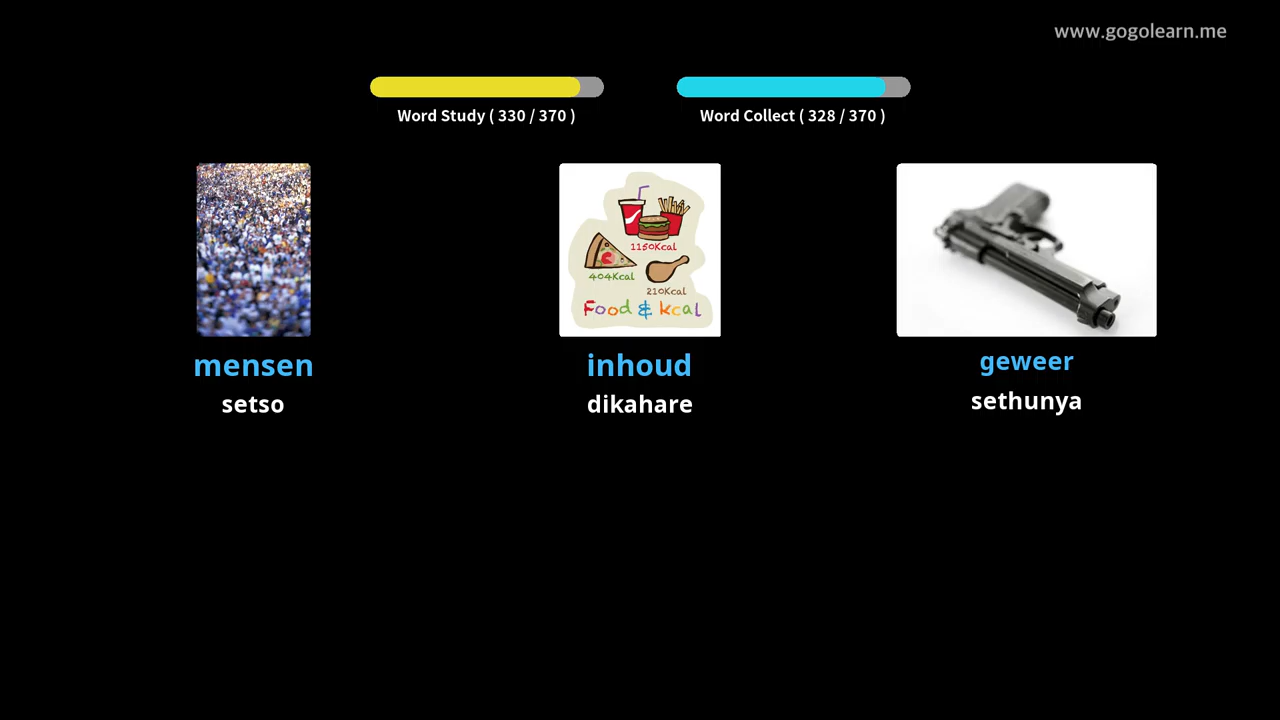 www.gogolearn.me
Word Study ( 330 / 370 )
Word Collect ( 328 / 370 )
1150Kcal
404Kcal
210Kcal
Food & kcal
mensen
inhoud
geweer
setso
dikahare
sethunya